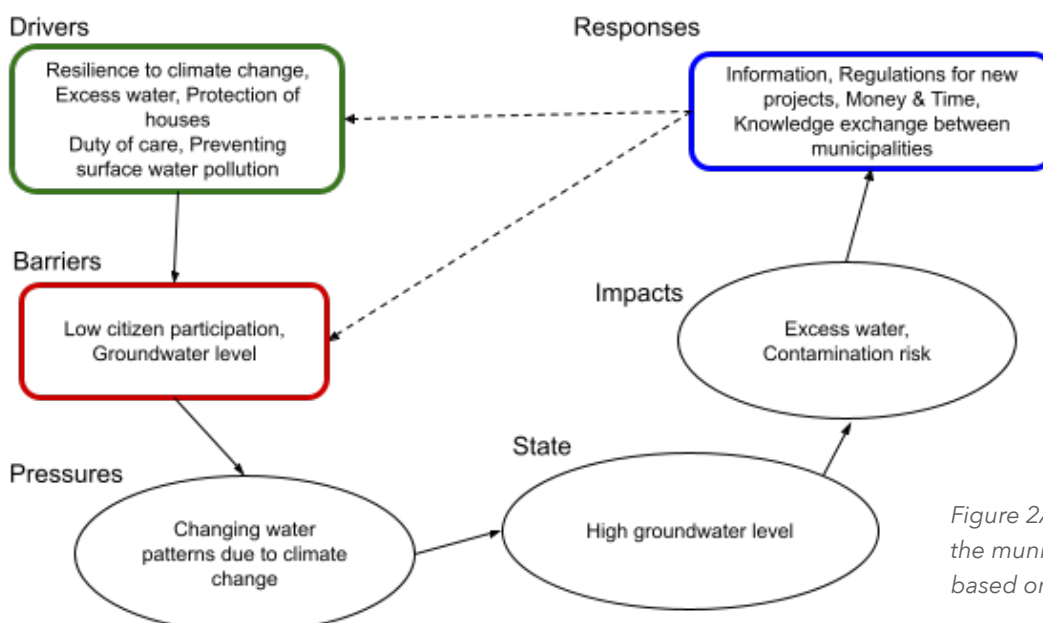 Drivers
Resilience to climate change,
Excess water, Protection of
houses
Duty of care, Preventing
surface water pollution
Responses
Information, Regulations for new
projects, Money & Time,
Knowledge exchange between
municipalities
Barriers
Low citizen participation,
Groundwater level
Impacts
Excess water,
Contamination risk
Pressures
Changing water
patterns due to climate
change
State
High groundwater level
Figure 2
the muni
based on